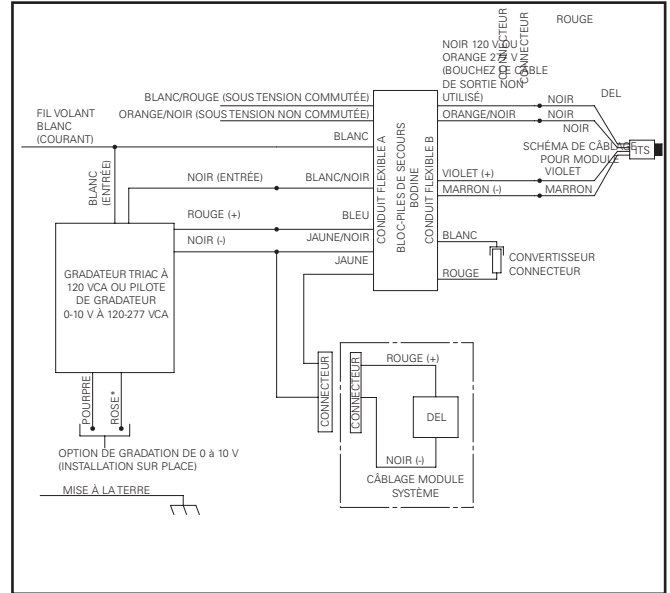 ROUGE
CONNECTEUR
CONNECTEUR
NOIR 120 V OU
ORANGE 277 V
(BOUCHEZ LE CÂBLE
DE SORTIE NON
UTILISÉ)
NOIR
DEL
BLANC/ROUGE (SOUS TENSION COMMUTÉE)
ORANGE/NOIR (SOUS TENSION NON COMMUTÉE)
ORANGE/NOIR
NOIR
NOIR
FIL VOLANT
BLANC
(COURANT)
BLANC
SCHÉMA DE CÂBLAGE
POUR MODULE
ITS
BLANC
(ENTRÉE)
NOIR (ENTRÉE)
BLANC/NOIR
CONDUIT FLEXIBLE A
BLOC-PILES DE SECOURS
BODINE
CONDUIT FLEXIBLE B
VIOLET (+)
VIOLET
MARRON (-)
MARRON
ROUGE (+)
BLEU
NOIR (-)
JAUNE/NOIR
JAUNE
BLANC
CONVERTISSEUR
CONNECTEUR
ROUGE
GRADATEUR TRIAC À
120 VCA OU PILOTE
DE GRADATEUR
0-10 V À 120-277 VCA
CONNECTEUR
CONNECTEUR
ROUGE (+)
DEL
NOIR (-)
CÂBLAGE MODULE
SYSTÈME
POURPRE
ROSE*
OPTION DE GRADATION DE 0 à 10 V
(INSTALLATION SUR PLACE)
MISE À LA TERRE